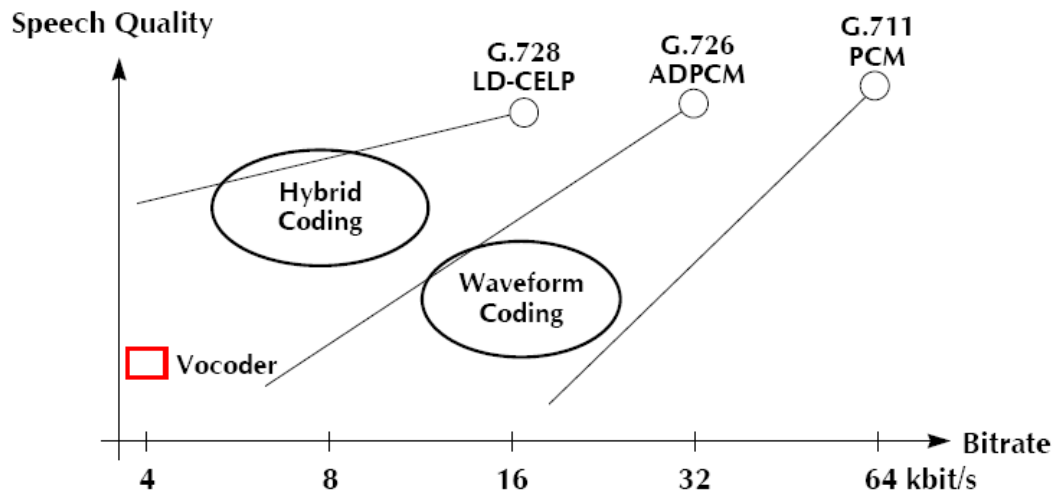 Speech Quality
G.728
LD-CELP
G.726
ADPCM
G.711
PCM
Hybrid
Coding
Waveform
Coding
Vocoder
Bitrate
4 8 16 32 64 kbit/s